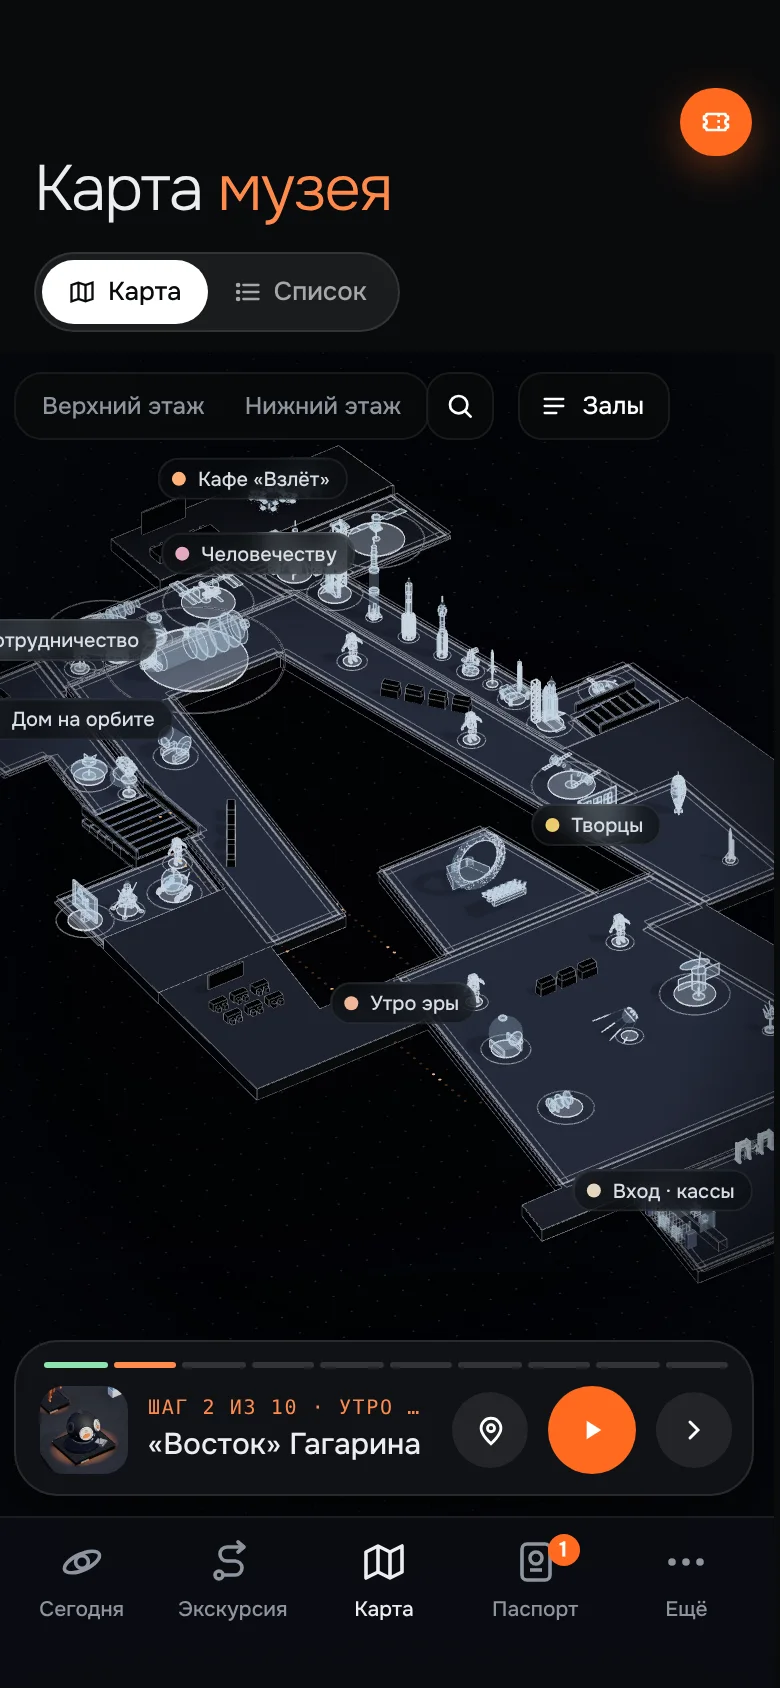 Карта музея
Карта
Список
Верхний этаж
Нижний этаж
Залы
Кафе «Взлёт»
Человечеству
отрудничество
Дом на орбите
Творцы
Утро эры
Вход · кассы
ШАГ 2 ИЗ 10 · УТРО …
«Восток» Гагарина
1
Сегодня
Экскурсия
Карта
Паспорт
Ещё